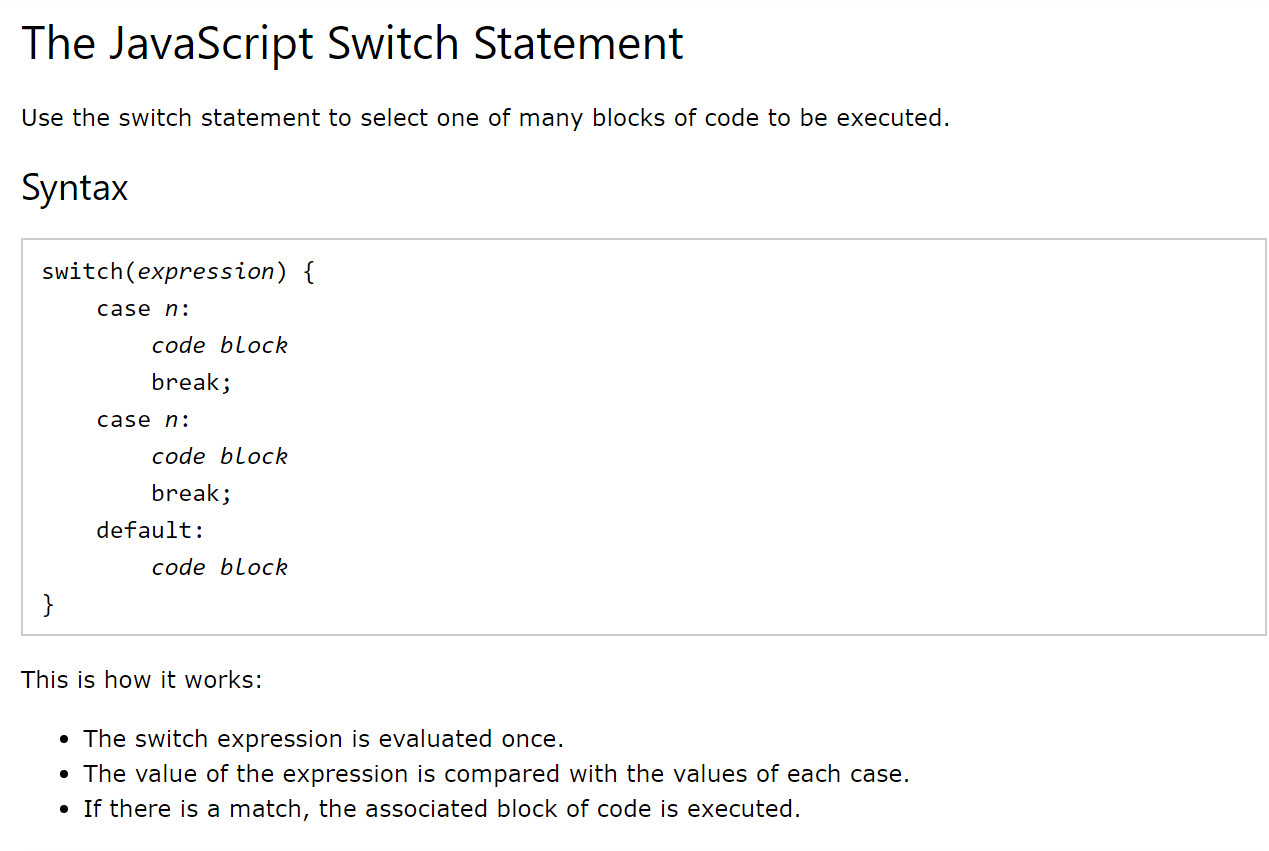 The JavaScript Switch Statement
Use the switch statement to select one of many blocks of code to be executed.
Syntax
switch(expression) {
    case n:
        code block
        break;
    case n:
        code block
        break;
    default:
        code block
}
This is how it works:
• The switch expression is evaluated once.
• The value of the expression is compared with the values of each case.
• If there is a match, the associated block of code is executed.